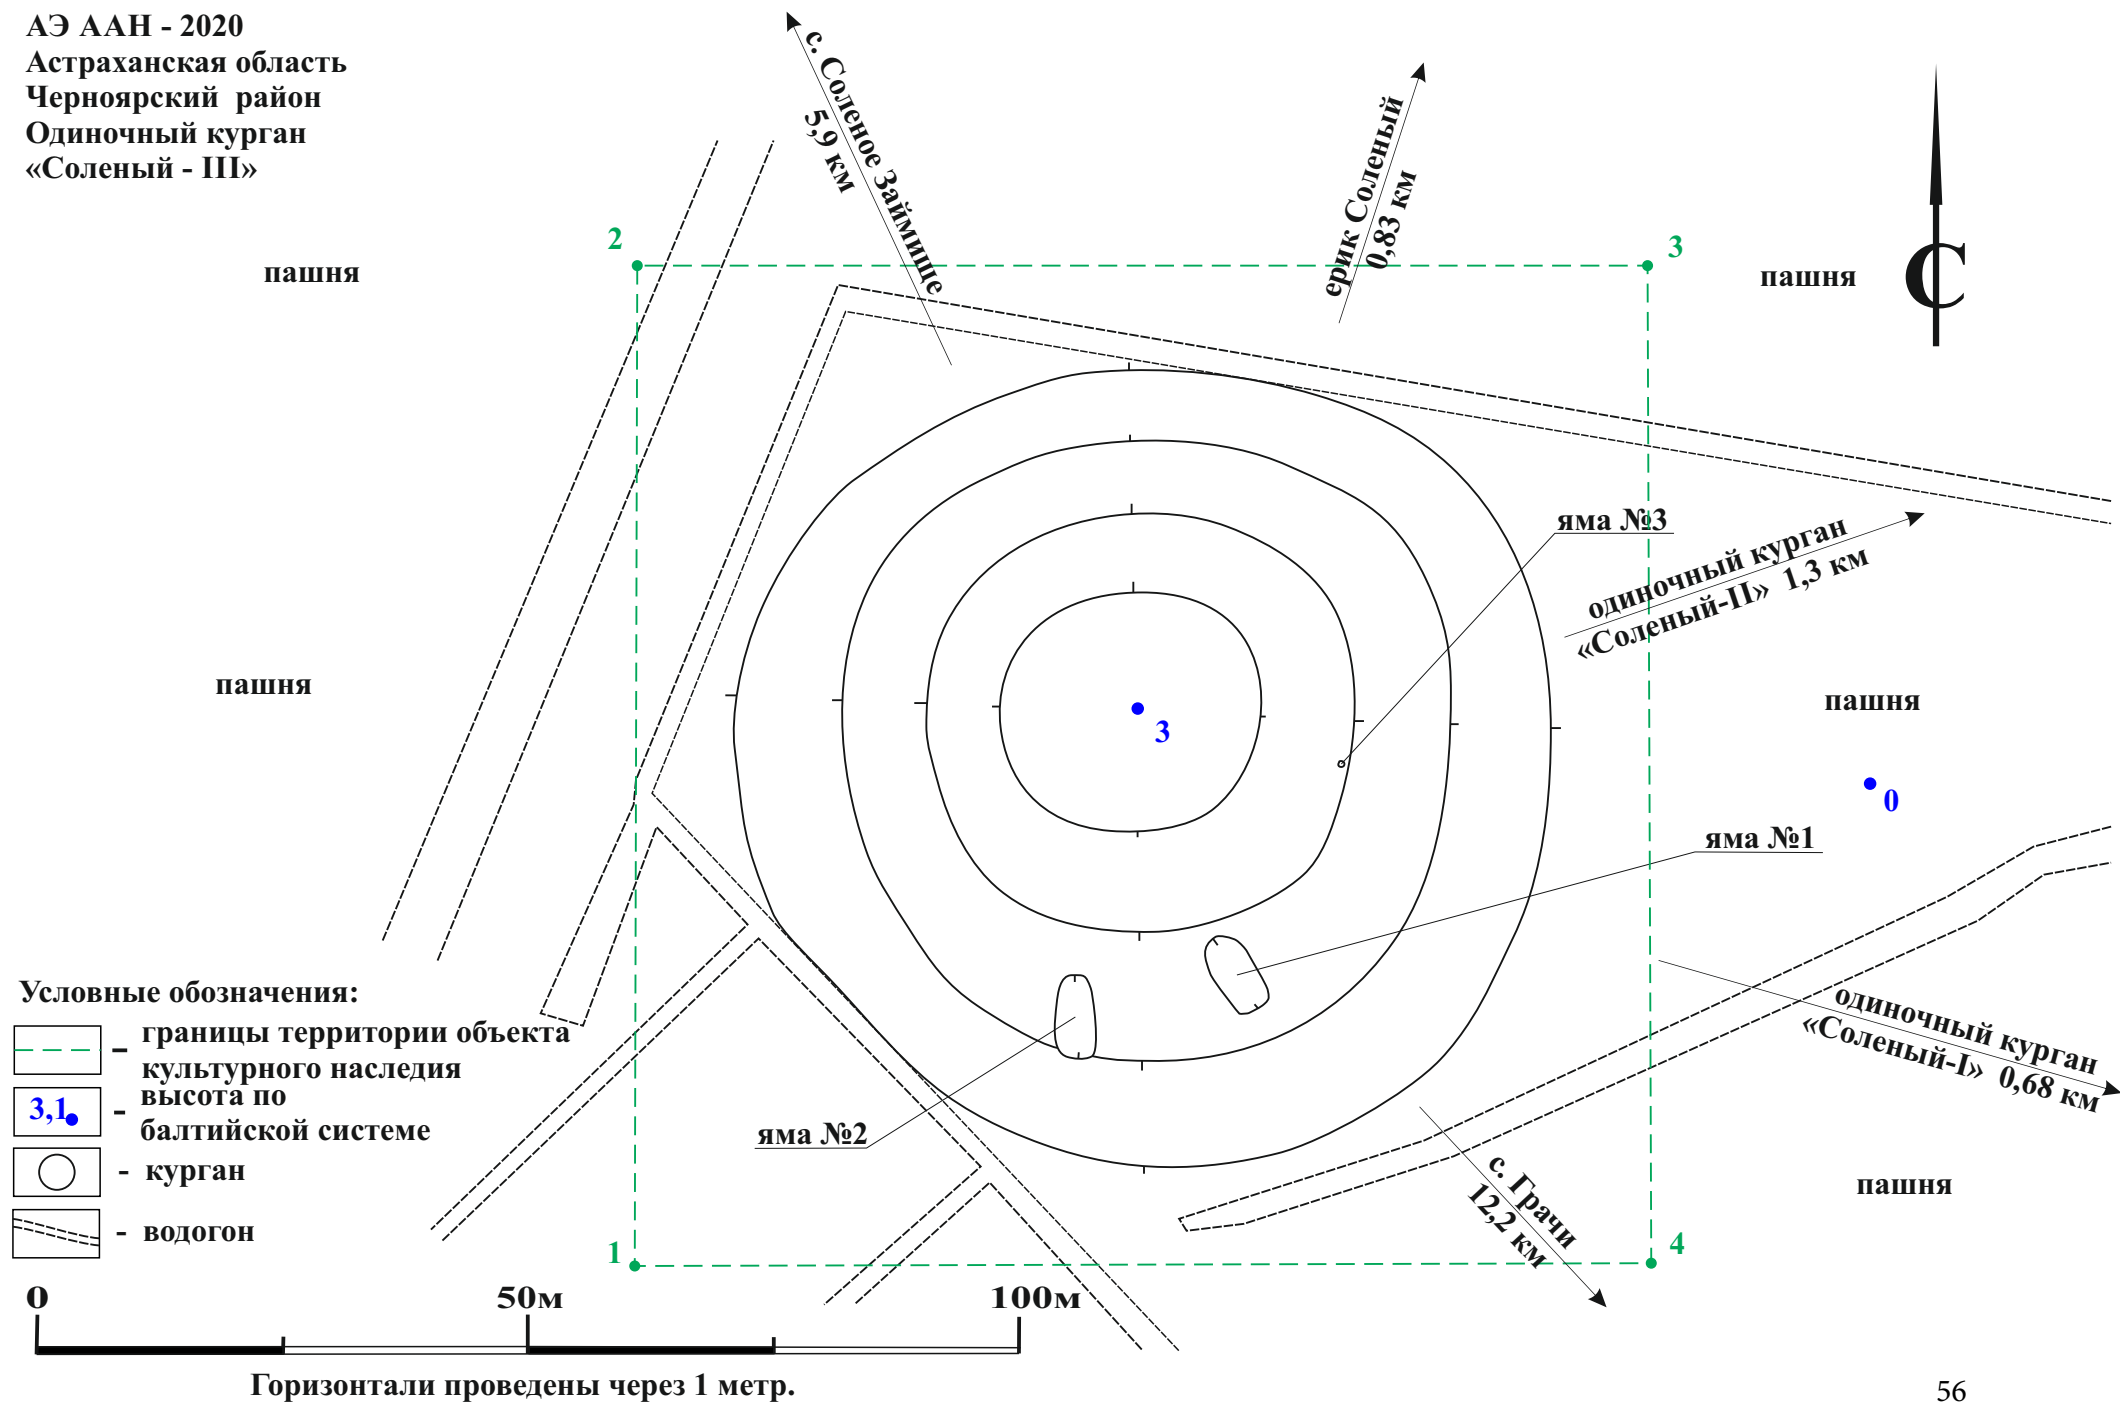 АЭ ААН - 2020
Астраханская область
Черноярский район
Одиночный курган
«Соленый - III»
с. Соленое Займище
5,9 км
ерик Соленый
0,83 км
С
2
3
пашня
пашня
яма №3
одиночный курган
«Соленый-II» 1,3 км
пашня
пашня
3
0
яма №1
одиночный курган
«Соленый-I» 0,68 км
яма №2
с. Грачи
12,2 км
пашня
1
4
Условные обозначения:
– границы территории объекта
культурного наследия
3,1 - высота по
балтийской системе
- курган
- водогон
0 50м 100м
Горизонтали проведены через 1 метр.
56